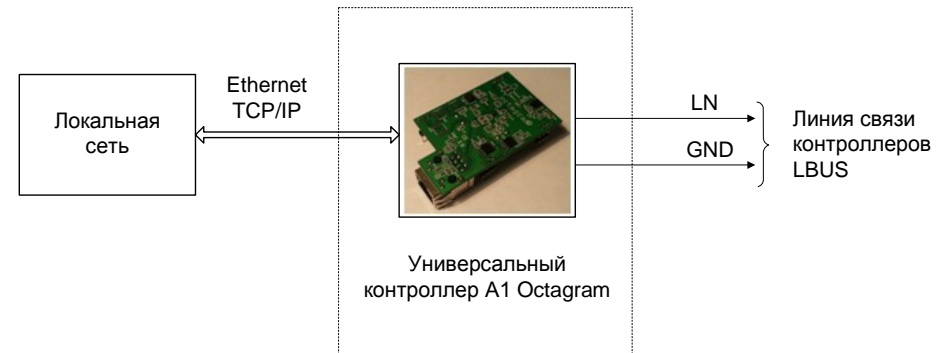 Локальная
сеть
Ethernet
TCP/IP
LN
GND
Линия связи
контроллеров
LBUS
Универсальный
контроллер A1 Octagram